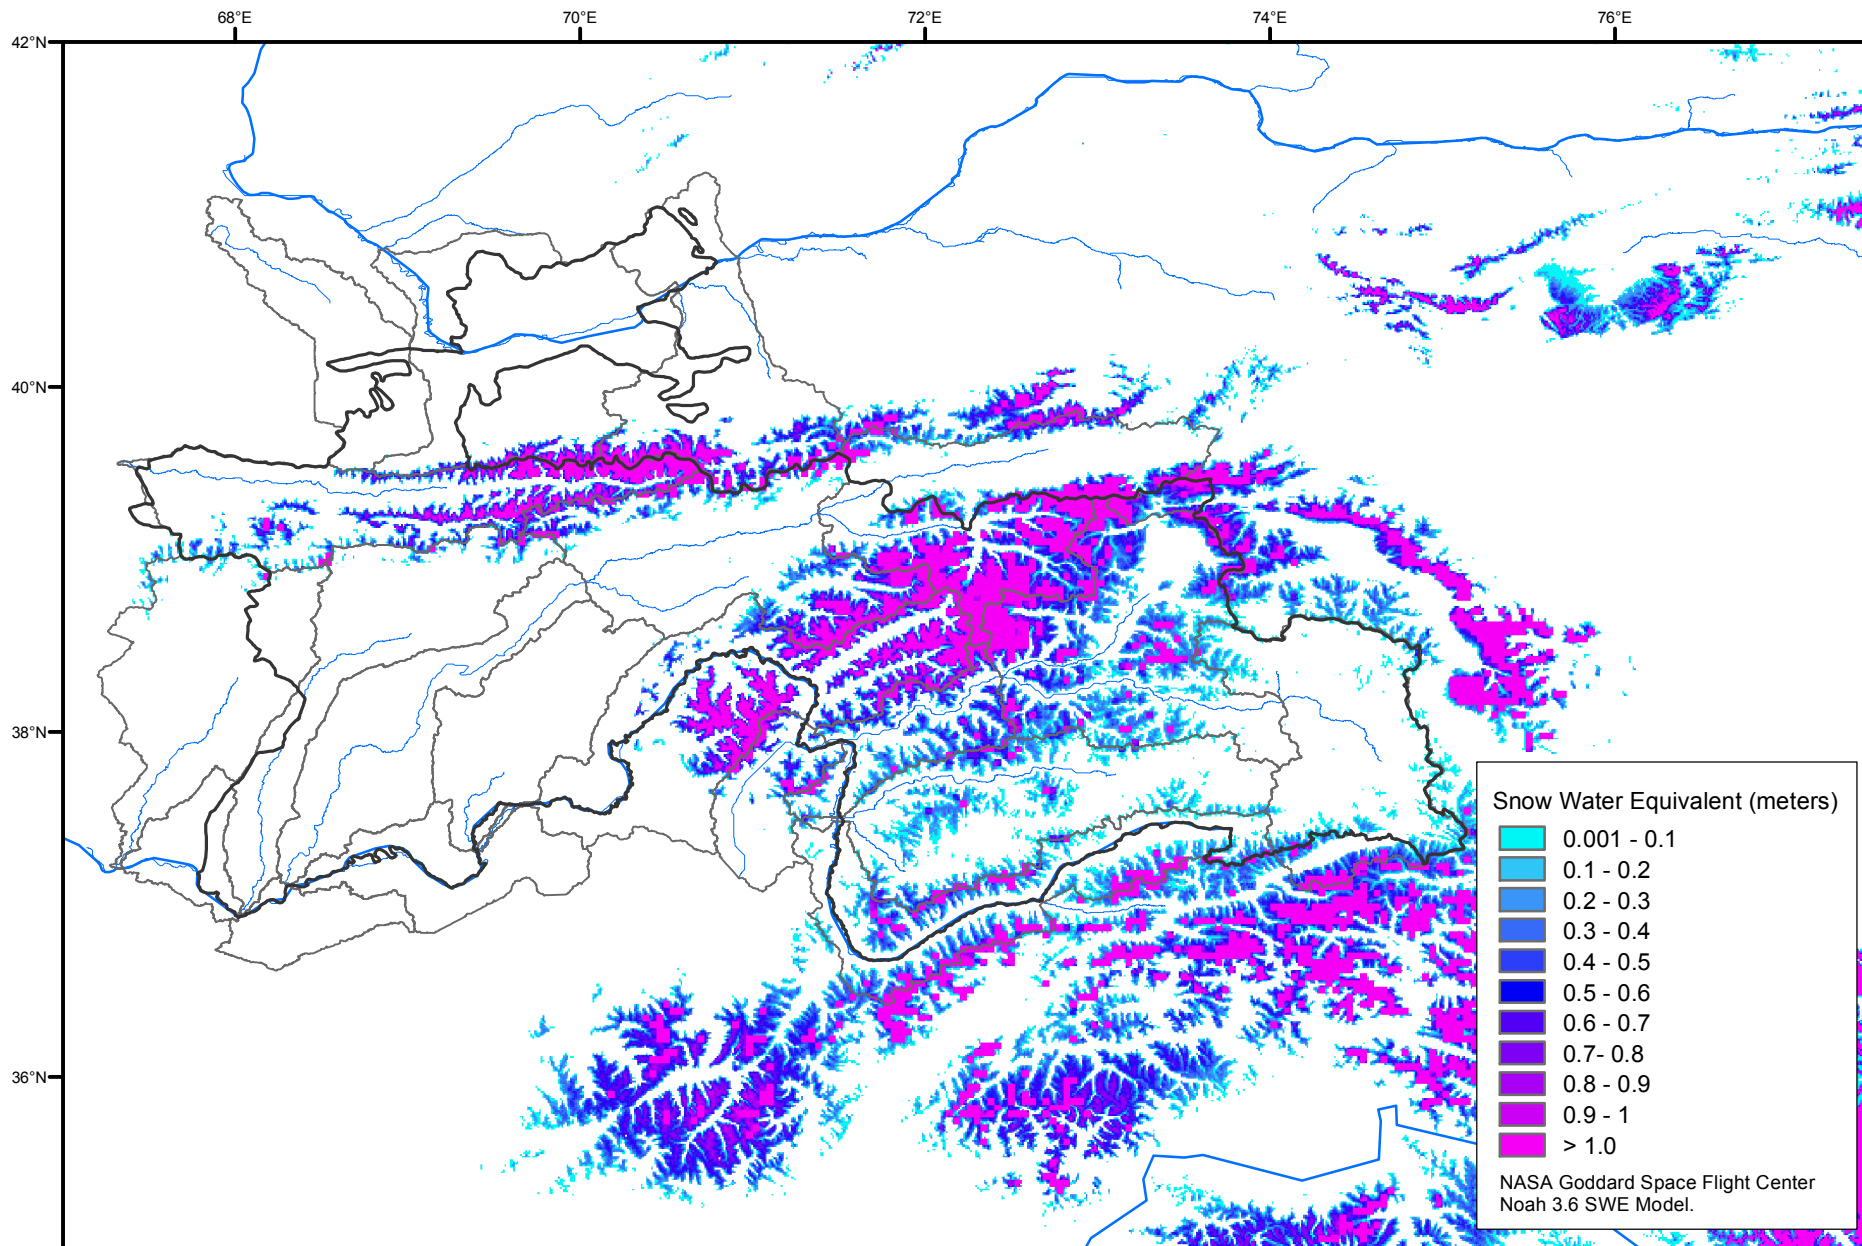 68°E
70°E
72°E
74°E
76°E
42°N
40°N
38°N
36°N
Snow Water Equivalent (meters)
0.001 - 0.1
0.1 - 0.2
0.2 - 0.3
0.3 - 0.4
0.4 - 0.5
0.5 - 0.6
0.6 - 0.7
0.7- 0.8
0.8 - 0.9
0.9 - 1
> 1.0
NASA Goddard Space Flight Center
Noah 3.6 SWE Model.